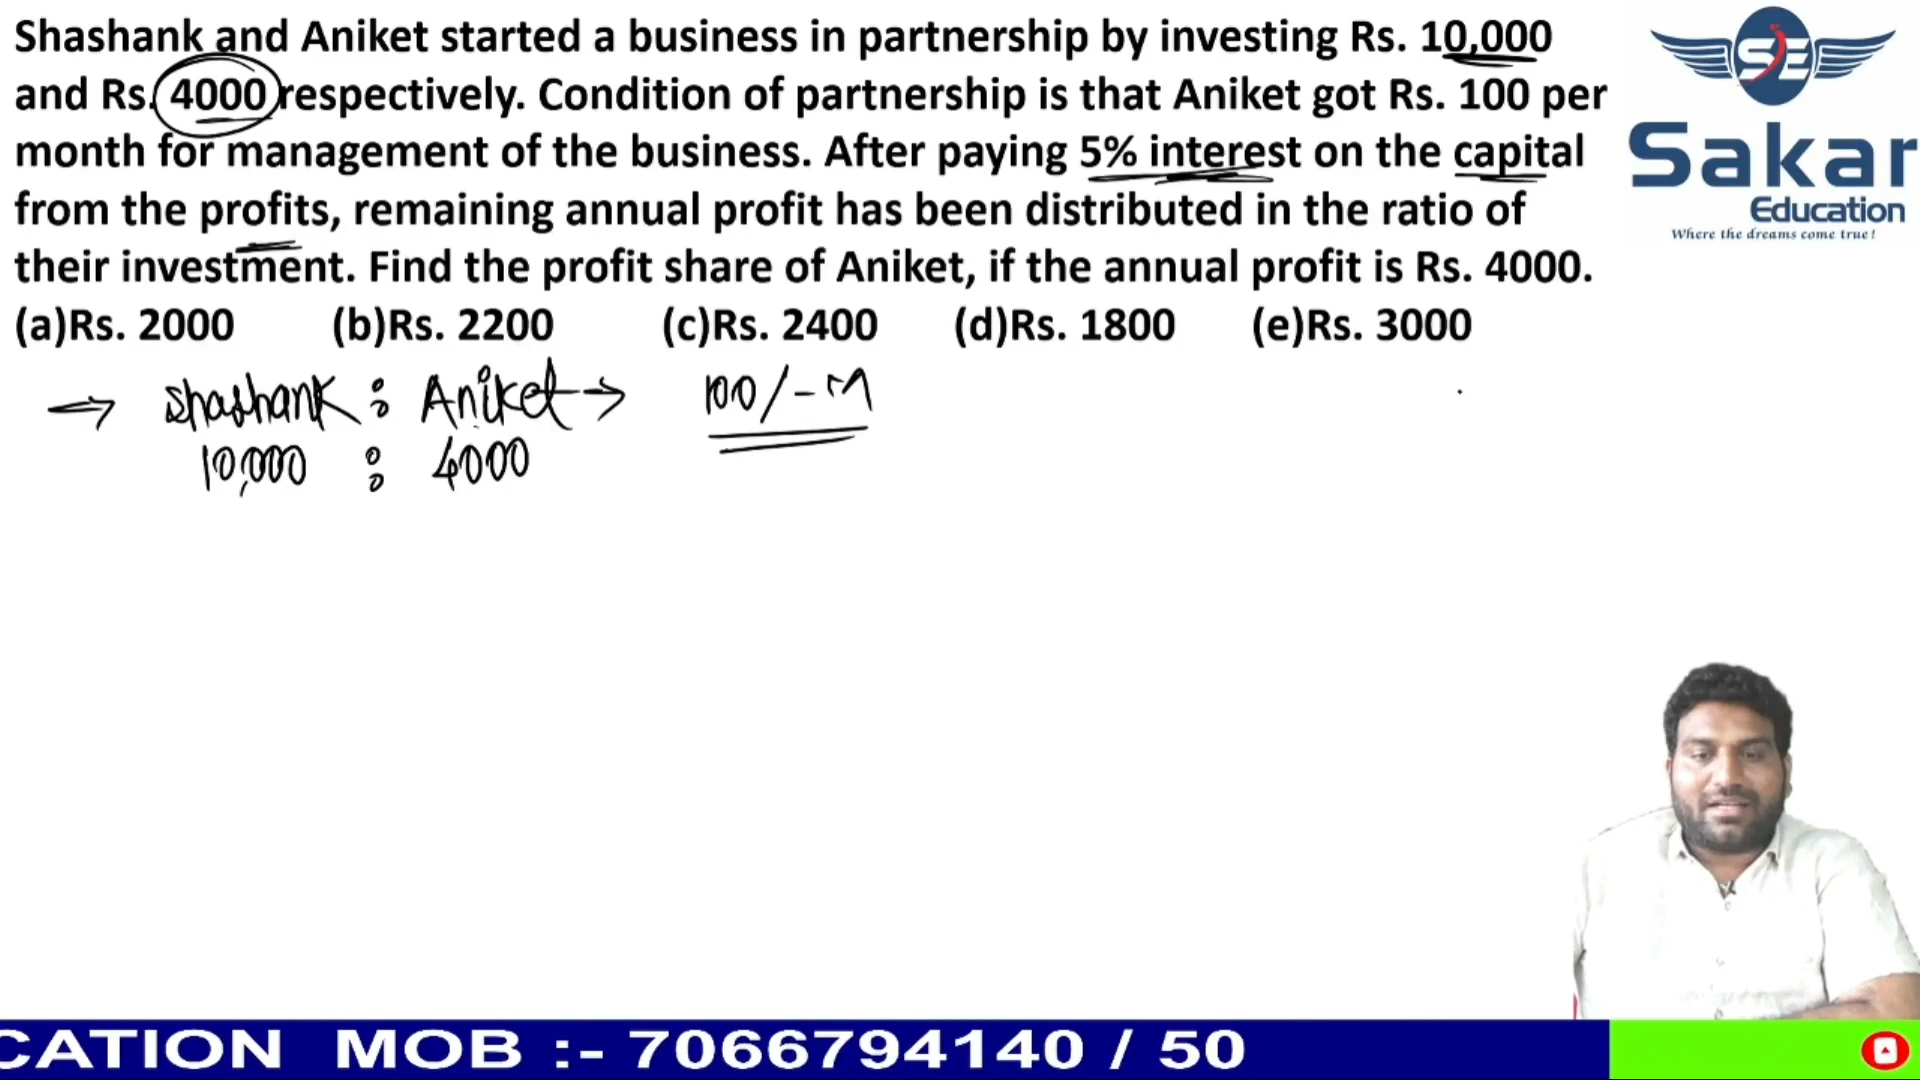 Shashank and Aniket started a business in partnership by investing Rs. 10,000
and Rs. 4000 respectively. Condition of partnership is that Aniket got Rs. 100 per
month for management of the business. After paying 5% interest on the capital
from the profits, remaining annual profit has been distributed in the ratio of
their investment. Find the profit share of Aniket, if the annual profit is Rs. 4000.
(a)Rs. 2000 (b)Rs. 2200 (c)Rs. 2400 (d)Rs. 1800 (e)Rs. 3000
→ Shashank : Aniket → 100/- M
10,000 : 4000
SE
Sakar
Education
Where the dreams come true!
CATION MOB :- 7066794140 / 50